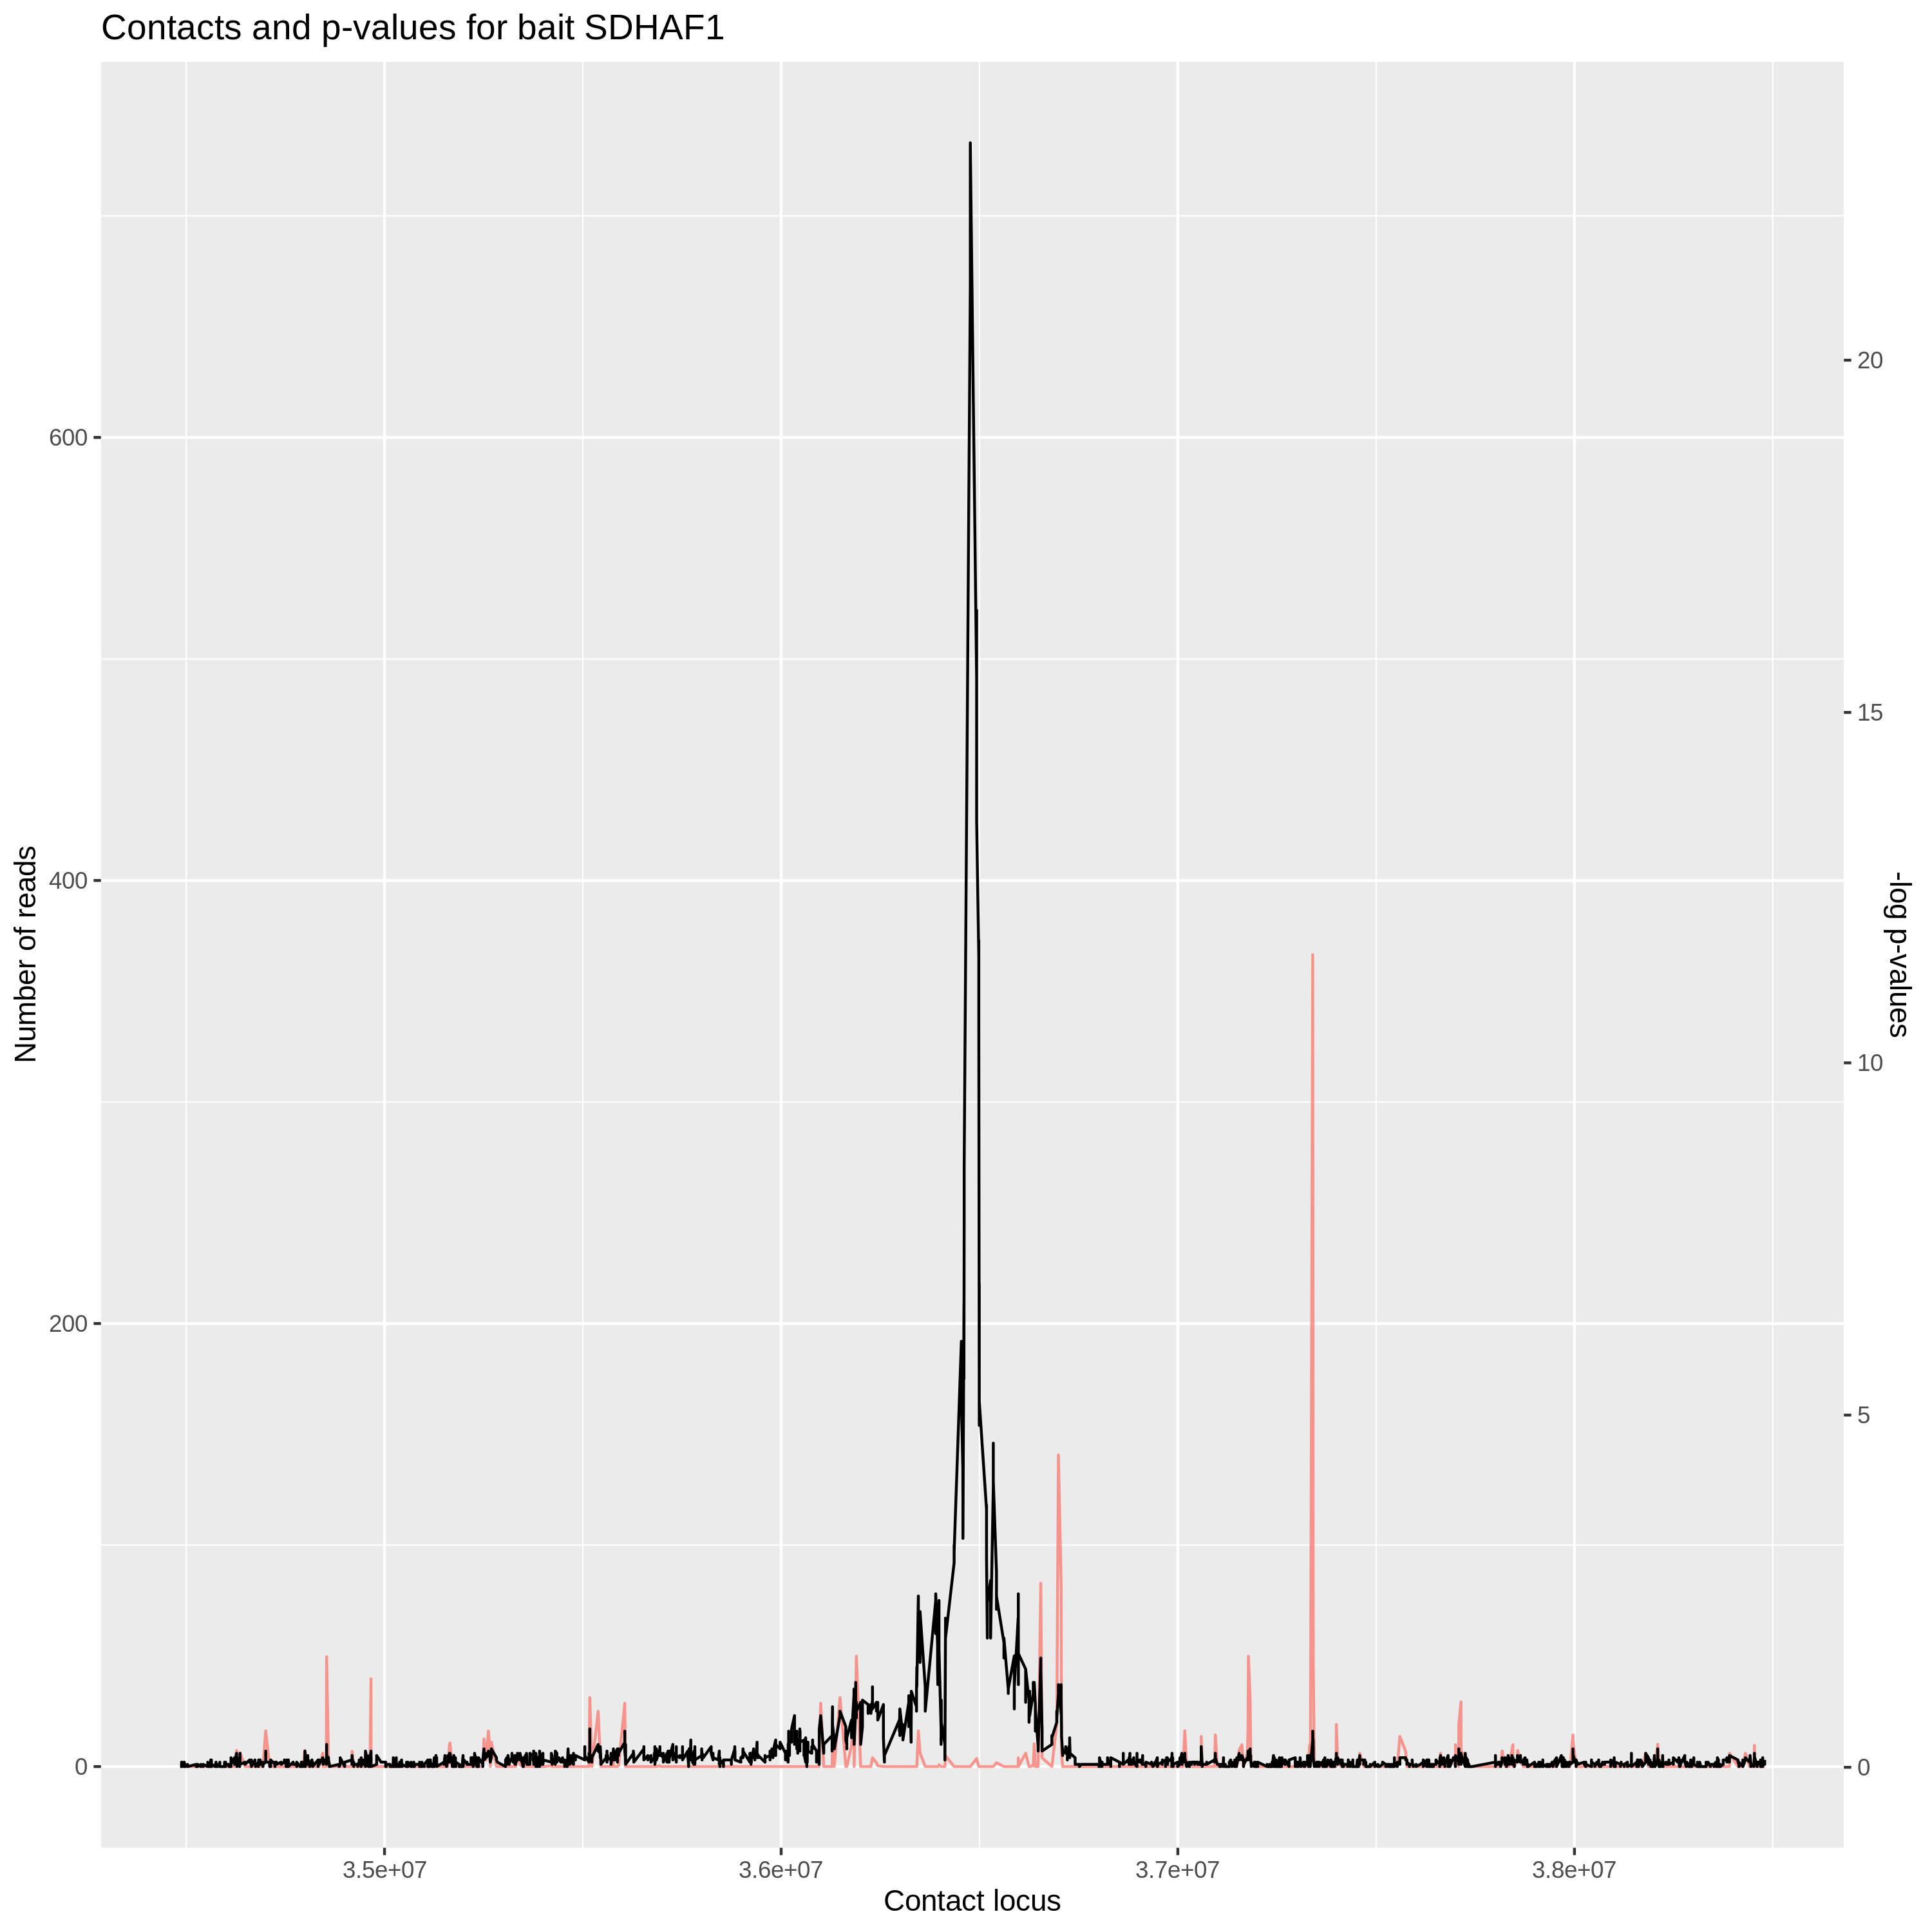 Contacts and p-values for bait SDHAF1
Number of reads
600
400
200
0
20
15
10
5
0
-log p-values
3.5e+07
3.6e+07
3.7e+07
3.8e+07
Contact locus